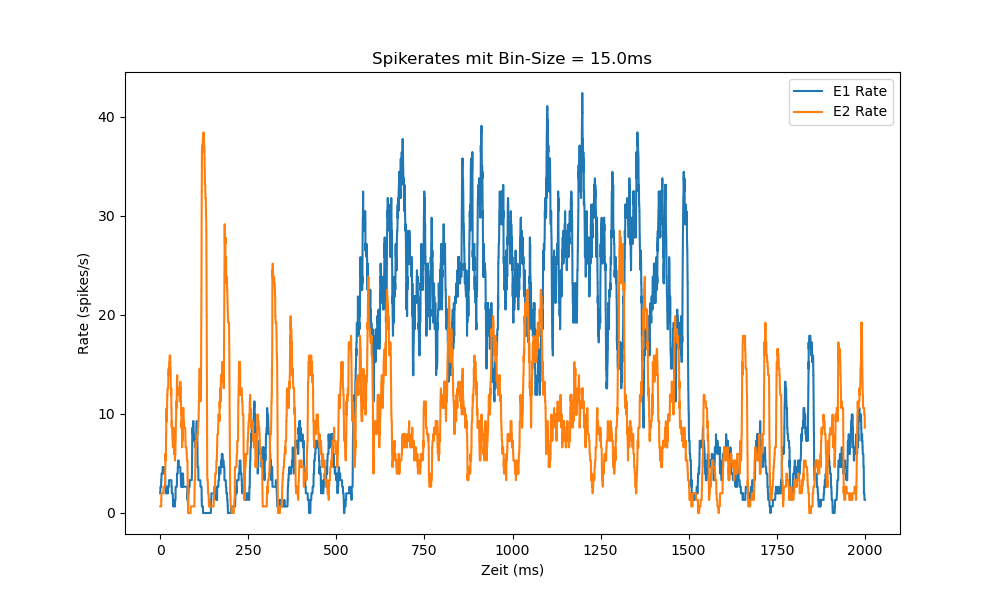 Spikerates mit Bin-Size = 15.0ms
E1 Rate
E2 Rate
40
30
20
10
0
Rate (spikes/s)
0 250 500 750 1000 1250 1500 1750 2000
Zeit (ms)